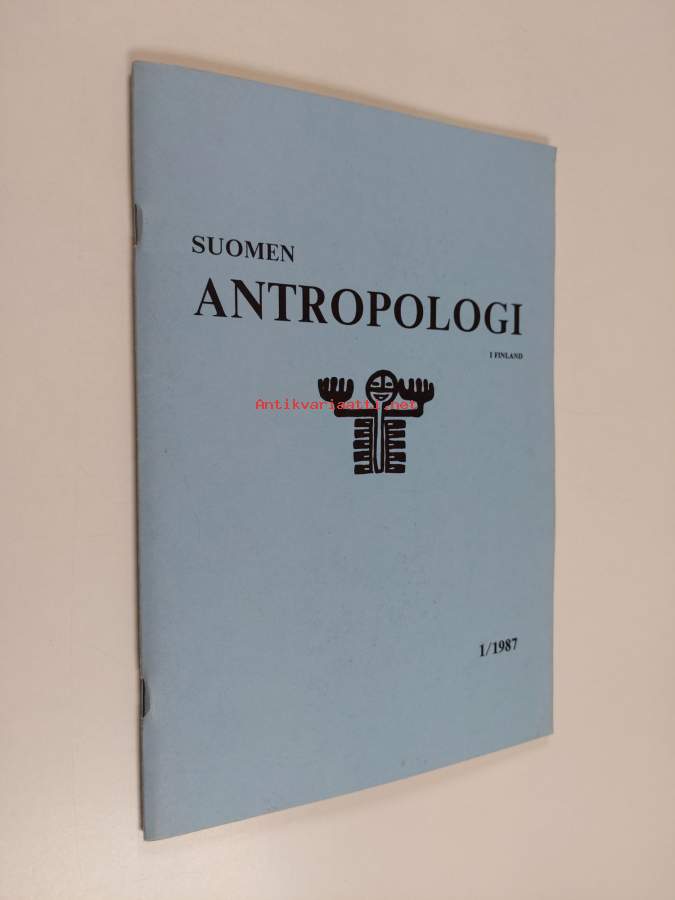 SUOMEN
ANTROPOLOGI
I FINLAND
Antikvariaatti.net
1/1987